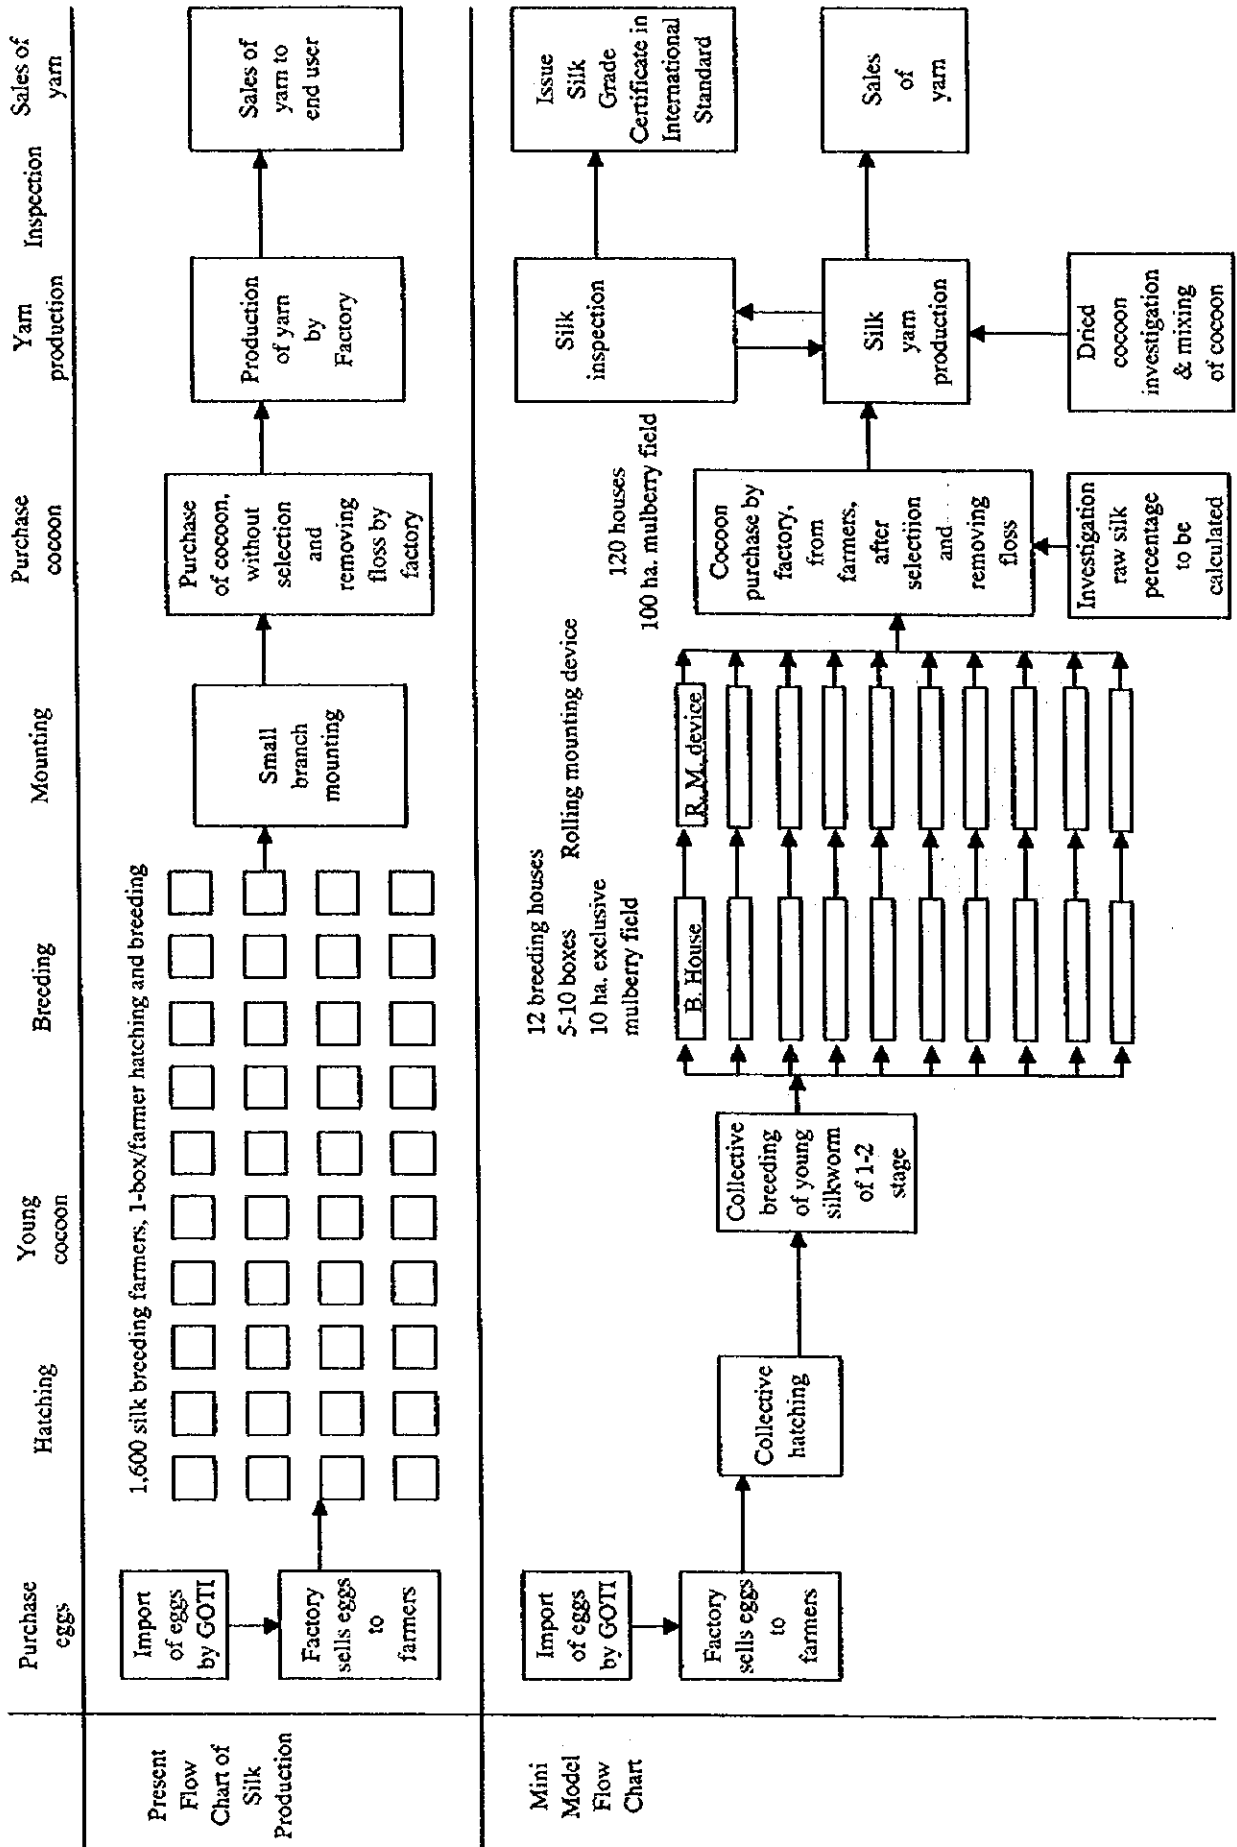 Purchase
eggs
Hatching
Young
cocoon
Breeding
Mounting
Purchase
cocoon
Yarn
production
Inspection
Sales of
yarn
Present
Flow
Chart of
Silk
Production
Import
of eggs
by GOTI
Factory
sells eggs
to
farmers
1,600 silk breeding farmers, 1-box/farmer hatching and breeding
Small
branch
mounting
Purchase
of cocoon,
without
selection
and
removing
floss by
factory
Production
of yarn
by
Factory
Sales of
yarn to
end user
Mini
Model
Flow
Chart
Import
of eggs
by GOTI
Factory
sells eggs
to
farmers
Collective
hatching
Collective
breeding
of young
silkworm
of 1-2
stage
12 breeding houses
5-10 boxes
10 ha. exclusive
mulberry field
B. House
Rolling mounting device
R. M. device
120 houses
100 ha. mulberry field
Cocoon
purchase by
factory,
from
farmers,
after
selection
and
removing
floss
Investigation
raw silk
percentage
to be
calculated
Silk
inspection
Silk
yarn
production
Dried
cocoon
investigation
& mixing
of cocoon
Issue
Silk
Grade
Certificate in
International
Standard
Sales
of
yarn